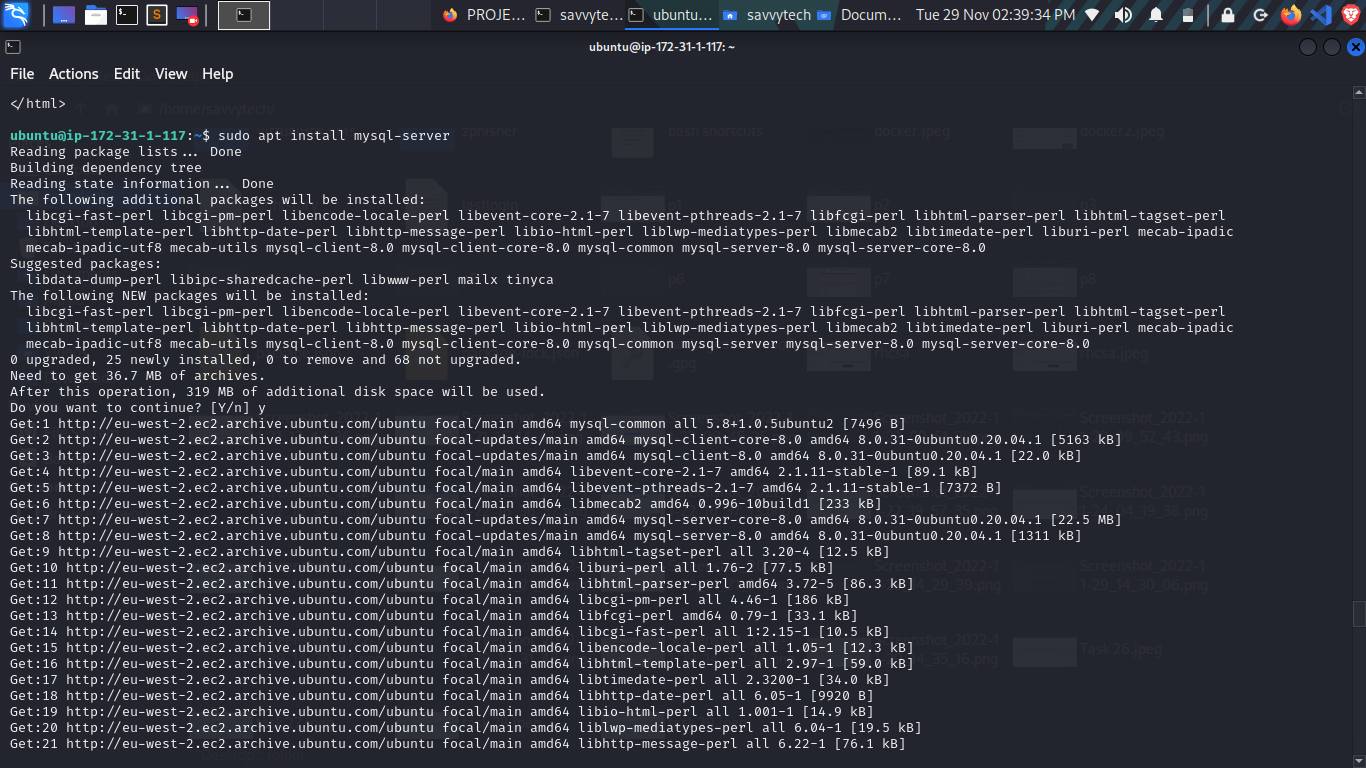 PROJE...
savvyte...
ubuntu...
savvytech
Docum...
Tue 29 Nov 02:39:34 PM
ubuntu@ip-172-31-1-117: ~
File Actions Edit View Help
</html>
/home/savvytech/
ubuntu@ip-172-31-1-117:~$ sudo apt install mysql-server
Reading package lists... Done
Building dependency tree
Reading state information... Done
The following additional packages will be installed:
libcgi-fast-perl libcgi-pm-perl libencode-locale-perl libevent-core-2.1-7 libevent-pthreads-2.1-7 libfcgi-perl libhtml-parser-perl libhtml-tagset-perl
libhtml-template-perl libhttp-date-perl libhttp-message-perl libio-html-perl liblwp-mediatypes-perl libmecab2 libtimedate-perl liburi-perl mecab-ipadic
mecab-ipadic-utf8 mecab-utils mysql-client-8.0 mysql-client-core-8.0 mysql-common mysql-server-8.0 mysql-server-core-8.0
Suggested packages:
libdata-dump-perl libipc-sharedcache-perl libwww-perl mailx tinyca
The following NEW packages will be installed:
libcgi-fast-perl libcgi-pm-perl libencode-locale-perl libevent-core-2.1-7 libevent-pthreads-2.1-7 libfcgi-perl libhtml-parser-perl libhtml-tagset-perl
libhtml-template-perl libhttp-date-perl libhttp-message-perl libio-html-perl liblwp-mediatypes-perl libmecab2 libtimedate-perl liburi-perl mecab-ipadic
mecab-ipadic-utf8 mecab-utils mysql-client-8.0 mysql-client-core-8.0 mysql-common mysql-server mysql-server-8.0 mysql-server-core-8.0
0 upgraded, 25 newly installed, 0 to remove and 68 not upgraded.
Need to get 36.7 MB of archives.
After this operation, 319 MB of additional disk space will be used.
Do you want to continue? [Y/n] y
Get:1 http://eu-west-2.ec2.archive.ubuntu.com/ubuntu focal/main amd64 mysql-common all 5.8+1.0.5ubuntu2 [7496 B]
Get:2 http://eu-west-2.ec2.archive.ubuntu.com/ubuntu focal-updates/main amd64 mysql-client-core-8.0 amd64 8.0.31-0ubuntu0.20.04.1 [5163 kB]
Get:3 http://eu-west-2.ec2.archive.ubuntu.com/ubuntu focal-updates/main amd64 mysql-client-8.0 amd64 8.0.31-0ubuntu0.20.04.1 [22.0 kB]
Get:4 http://eu-west-2.ec2.archive.ubuntu.com/ubuntu focal/main amd64 libevent-core-2.1-7 amd64 2.1.11-stable-1 [89.1 kB]
Get:5 http://eu-west-2.ec2.archive.ubuntu.com/ubuntu focal/main amd64 libevent-pthreads-2.1-7 amd64 2.1.11-stable-1 [7372 B]
Get:6 http://eu-west-2.ec2.archive.ubuntu.com/ubuntu focal/main amd64 libmecab2 amd64 0.996-10build1 [233 kB]
Get:7 http://eu-west-2.ec2.archive.ubuntu.com/ubuntu focal-updates/main amd64 mysql-server-core-8.0 amd64 8.0.31-0ubuntu0.20.04.1 [22.5 MB]
Get:8 http://eu-west-2.ec2.archive.ubuntu.com/ubuntu focal-updates/main amd64 mysql-server-8.0 amd64 8.0.31-0ubuntu0.20.04.1 [1311 kB]
Get:9 http://eu-west-2.ec2.archive.ubuntu.com/ubuntu focal/main amd64 libhtml-tagset-perl all 3.20-4 [12.5 kB]
Get:10 http://eu-west-2.ec2.archive.ubuntu.com/ubuntu focal/main amd64 liburi-perl all 1.76-2 [77.5 kB]
Get:11 http://eu-west-2.ec2.archive.ubuntu.com/ubuntu focal/main amd64 libhtml-parser-perl amd64 3.72-5 [86.3 kB]
Get:12 http://eu-west-2.ec2.archive.ubuntu.com/ubuntu focal/main amd64 libcgi-pm-perl all 4.46-1 [186 kB]
Get:13 http://eu-west-2.ec2.archive.ubuntu.com/ubuntu focal/main amd64 libfcgi-perl amd64 0.79-1 [33.1 kB]
Get:14 http://eu-west-2.ec2.archive.ubuntu.com/ubuntu focal/main amd64 libcgi-fast-perl all 1:2.15-1 [10.5 kB]
Get:15 http://eu-west-2.ec2.archive.ubuntu.com/ubuntu focal/main amd64 libencode-locale-perl all 1.05-1 [12.3 kB]
Get:16 http://eu-west-2.ec2.archive.ubuntu.com/ubuntu focal/main amd64 libhtml-template-perl all 2.97-1 [59.0 kB]
Get:17 http://eu-west-2.ec2.archive.ubuntu.com/ubuntu focal/main amd64 libtimedate-perl all 2.3200-1 [34.0 kB]
Get:18 http://eu-west-2.ec2.archive.ubuntu.com/ubuntu focal/main amd64 libhttp-date-perl all 6.05-1 [9920 B]
Get:19 http://eu-west-2.ec2.archive.ubuntu.com/ubuntu focal/main amd64 libio-html-perl all 1.001-1 [14.9 kB]
Get:20 http://eu-west-2.ec2.archive.ubuntu.com/ubuntu focal/main amd64 liblwp-mediatypes-perl all 6.04-1 [19.5 kB]
Get:21 http://eu-west-2.ec2.archive.ubuntu.com/ubuntu focal/main amd64 libhttp-message-perl all 6.22-1 [76.1 kB]